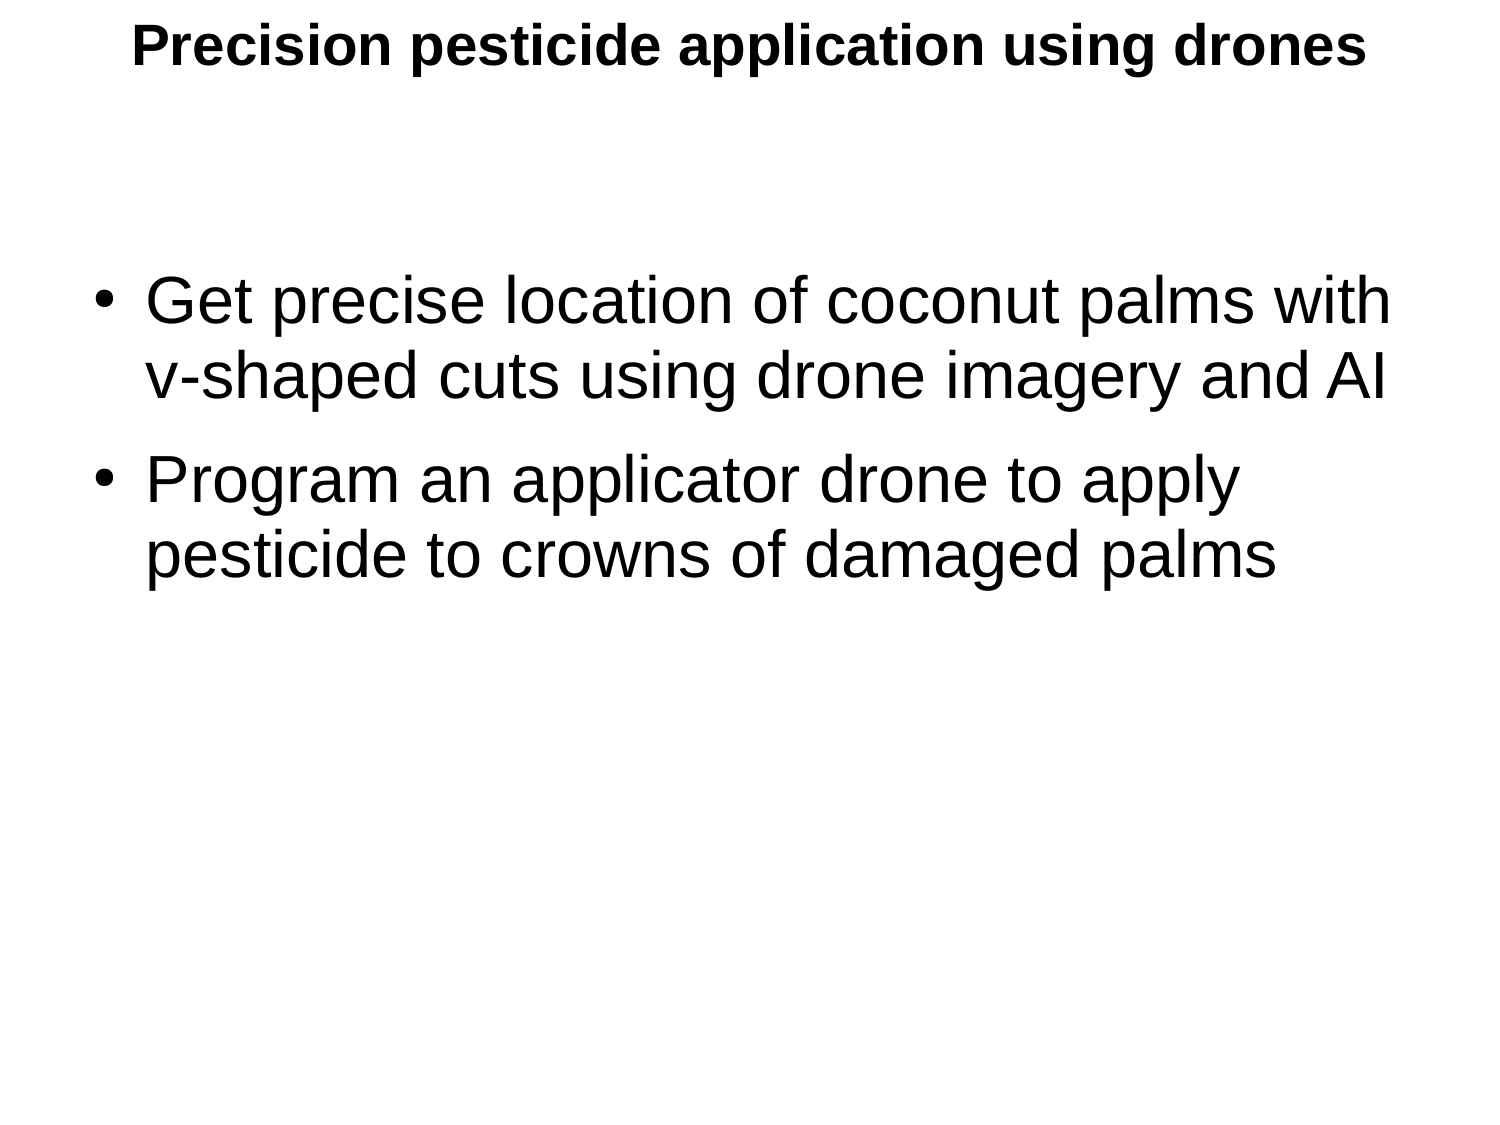 Precision pesticide application using drones
• Get precise location of coconut palms with
v-shaped cuts using drone imagery and AI
• Program an applicator drone to apply
pesticide to crowns of damaged palms